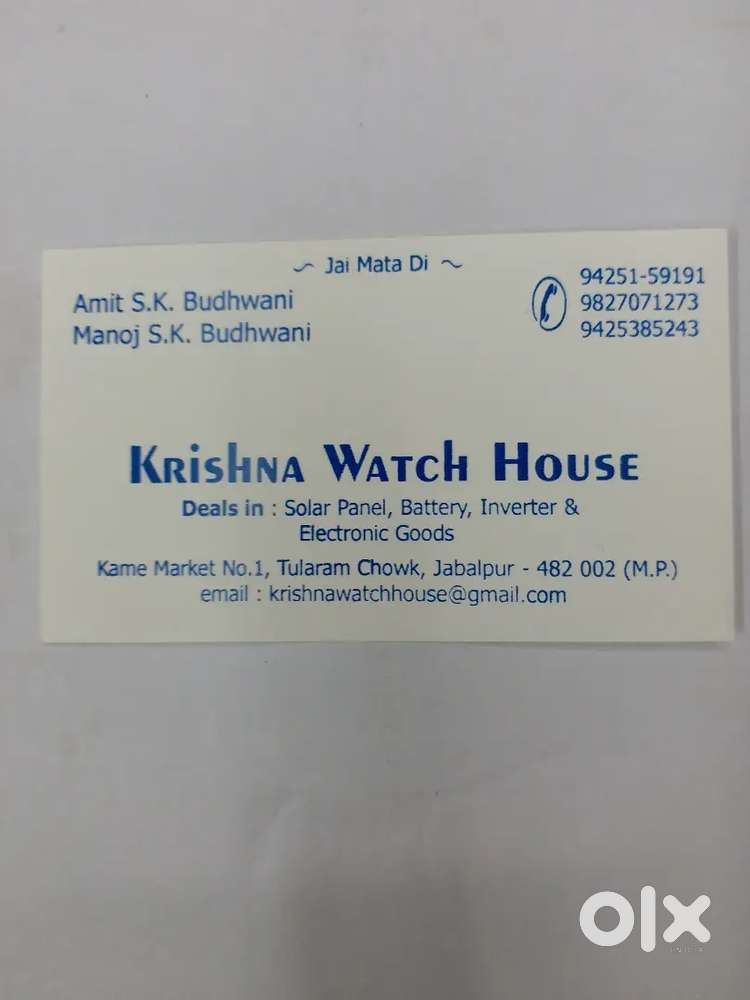 Jai Mata Di
Amit S.K. Budhwani
Manoj S.K. Budhwani
94251-59191
9827071273
9425385243
KRISHNA WATCH HOUSE
Deals in : Solar Panel, Battery, Inverter &
Electronic Goods
Kame Market No.1, Tularam Chowk, Jabalpur - 482 002 (M.P.)
email : krishnawatchhouse@gmail.com
olx
INDIA